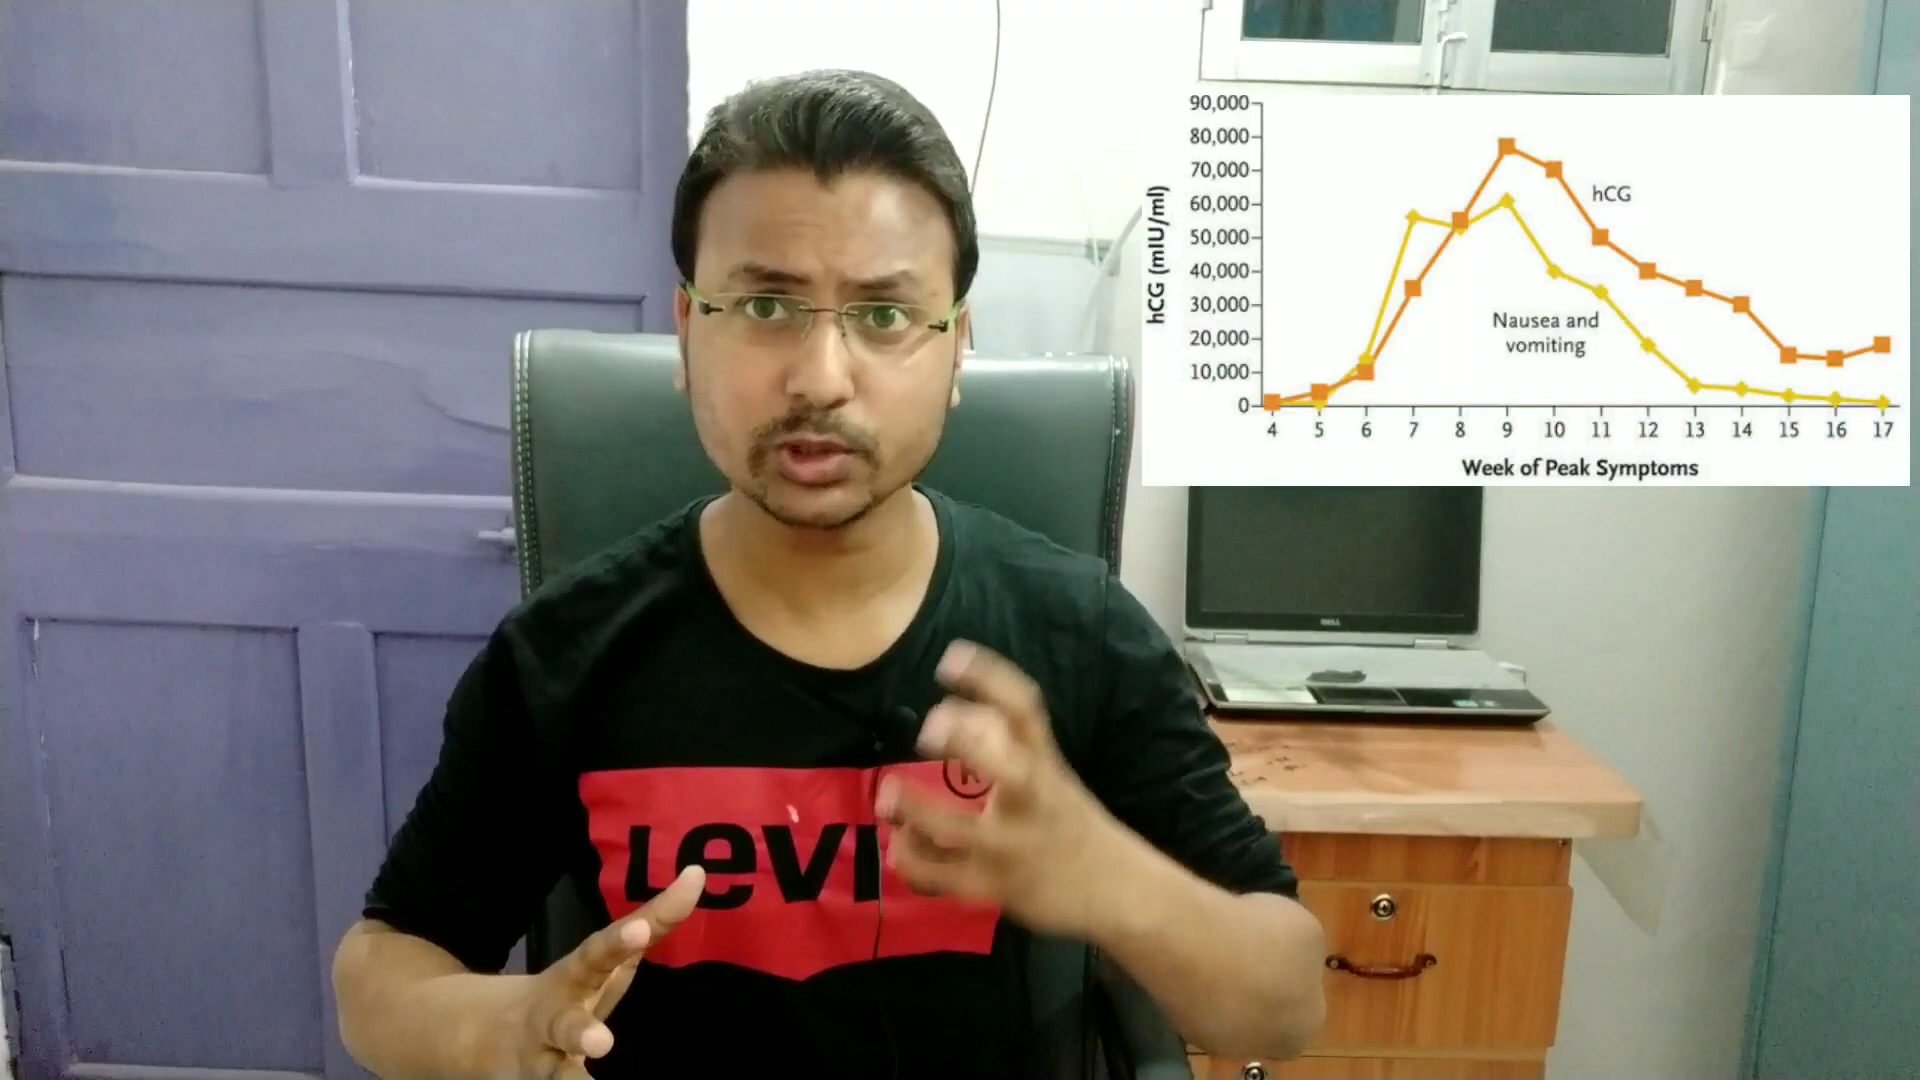 90,000
80,000
70,000
60,000
50,000
40,000
30,000
20,000
10,000
0
hCG (mIU/ml)
hCG
Nausea and
vomiting
4 5 6 7 8 9 10 11 12 13 14 15 16 17
Week of Peak Symptoms
DELL
R
Levi